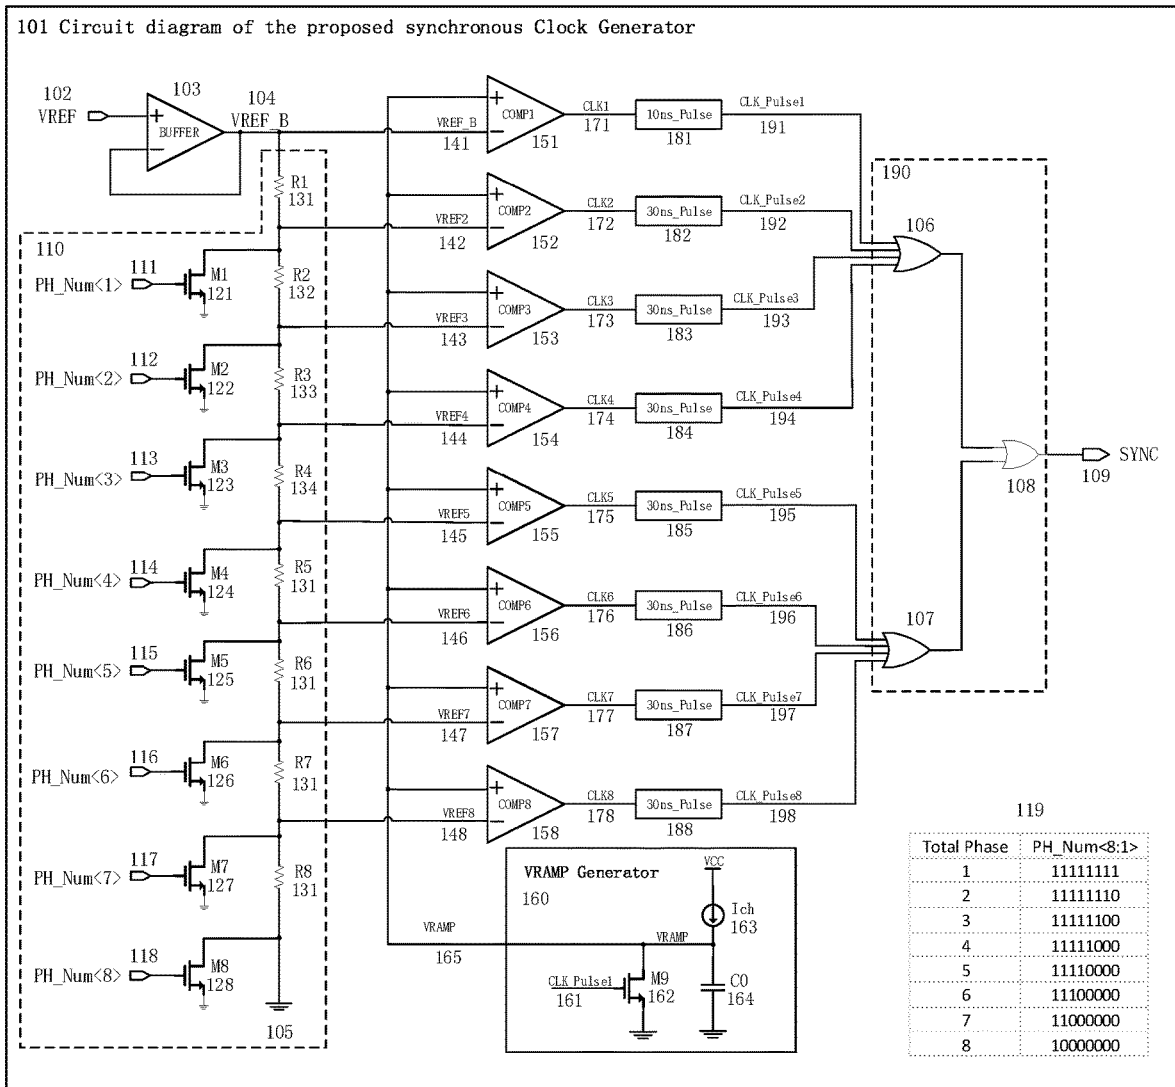 101 Circuit diagram of the proposed synchronous Clock Generator
102
VREF
103
BUFFER
104
VREF_B
110
R1
131
111
PH_Num<1>
M1
121
R2
132
112
PH_Num<2>
M2
122
R3
133
113
PH_Num<3>
M3
123
R4
134
114
PH_Num<4>
M4
124
R5
131
115
PH_Num<5>
M5
125
R6
131
116
PH_Num<6>
M6
126
R7
131
117
PH_Num<7>
M7
127
R8
131
118
PH_Num<8>
M8
128
105
VREF_B
141
+
−
COMP1
151
CLK1
171
10ns_Pulse
181
CLK_Pulse1
191
VREF2
142
COMP2
152
CLK2
172
30ns_Pulse
182
CLK_Pulse2
192
VREF3
143
COMP3
153
CLK3
173
30ns_Pulse
183
CLK_Pulse3
193
VREF4
144
COMP4
154
CLK4
174
30ns_Pulse
184
CLK_Pulse4
194
VREF5
145
COMP5
155
CLK5
175
30ns_Pulse
185
CLK_Pulse5
195
VREF6
146
COMP6
156
CLK6
176
30ns_Pulse
186
CLK_Pulse6
196
VREF7
147
COMP7
157
CLK7
177
30ns_Pulse
187
CLK_Pulse7
197
VREF8
148
COMP8
158
CLK8
178
30ns_Pulse
188
CLK_Pulse8
198
190
106
107
108
SYNC
109
VRAMP
165
VRAMP Generator
160
VCC
Ich
163
VRAMP
CLK_Pulse1
161
M9
162
C0
164
119
Total Phase PH_Num<8:1>
1 11111111
2 11111110
3 11111100
4 11111000
5 11110000
6 11100000
7 11000000
8 10000000